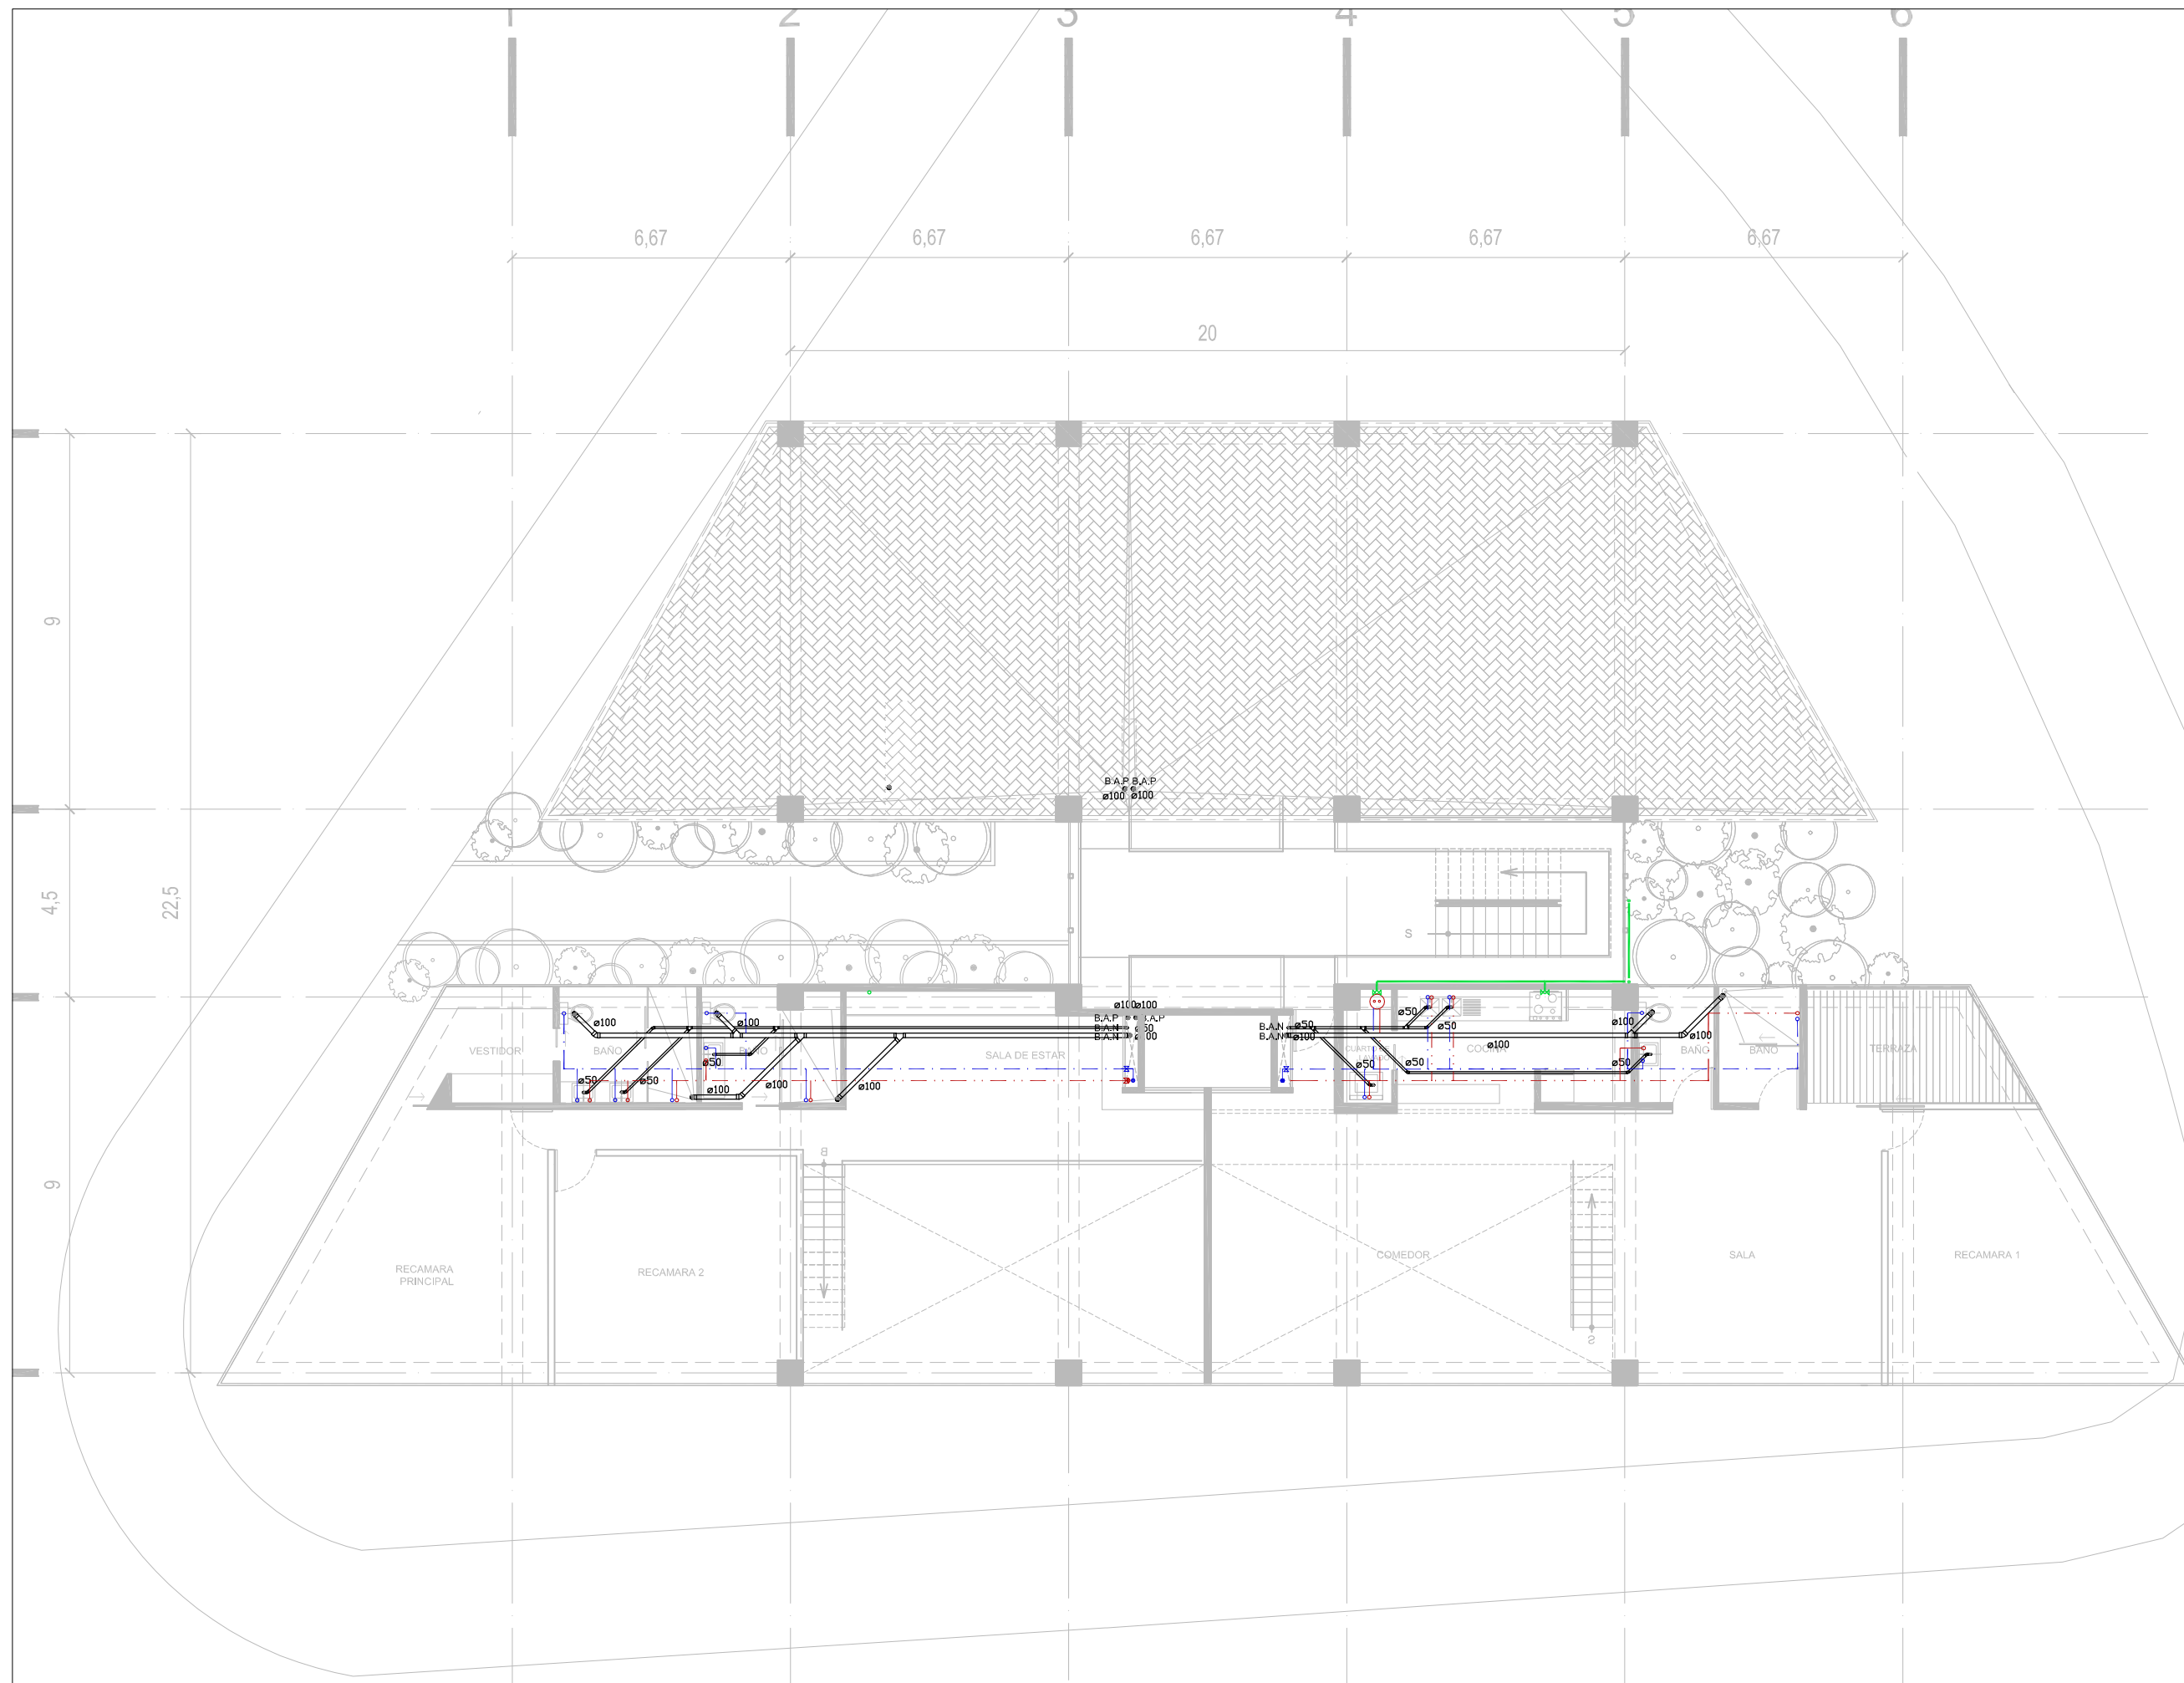 1 2 3 4 5 6
6,67 6,67 6,67 6,67 6,67
20
9
4,5
22,5
9
B.A.P B.A.P
ø100 ø100
S
ø100 ø100
B.A.P B.A.P
B.A.N
B.A.N
B.A.N ø50
B.A.N ø100
ø100
ø100
VESTIDOR
BAÑO
BAÑO
SALA DE ESTAR
ø50
ø50
ø50
ø100
ø100
ø100
ø50
ø50
ø100
ø100
ø100
ø50
ø50
ø50
COCINA
BAÑO
BAÑO
TERRAZA
B
RECAMARA
PRINCIPAL
RECAMARA 2
COMEDOR
SALA
RECAMARA 1
S